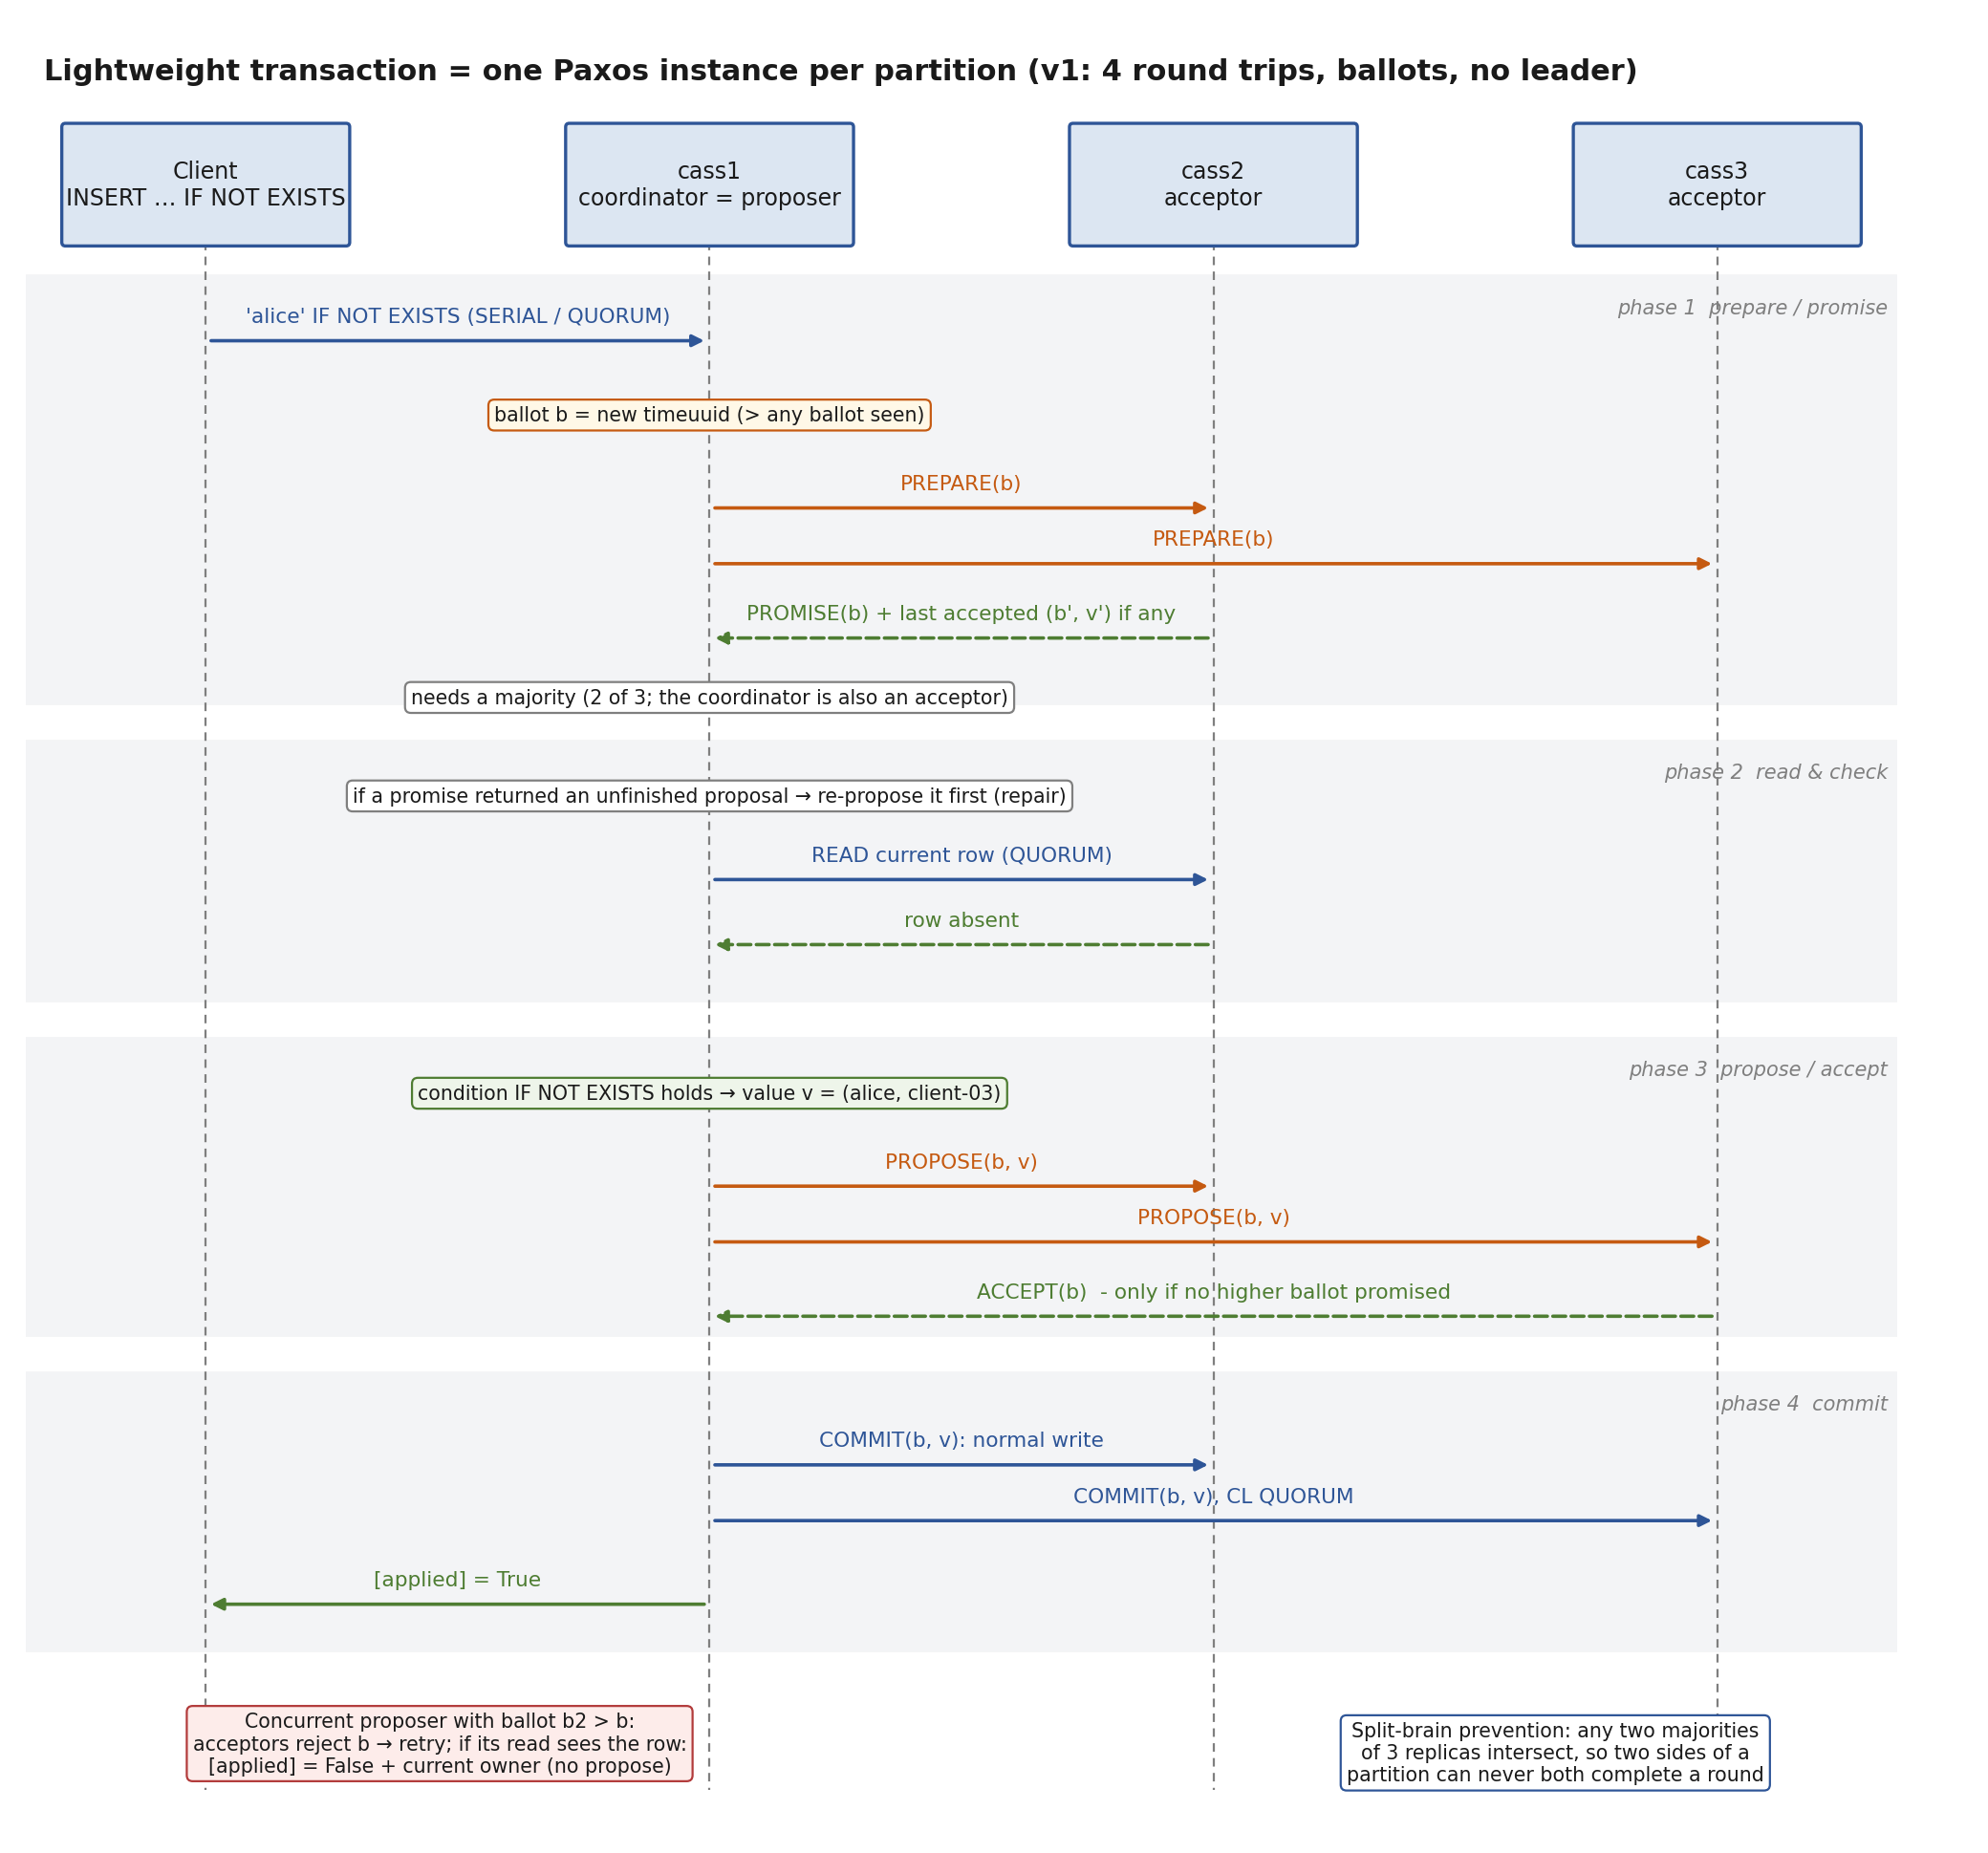 Lightweight transaction = one Paxos instance per partition (v1: 4 round trips, ballots, no leader)
Client
INSERT ... IF NOT EXISTS
cass1
coordinator = proposer
cass2
acceptor
cass3
acceptor
phase 1  prepare / promise
'alice' IF NOT EXISTS (SERIAL / QUORUM)
ballot b = new timeuuid (> any ballot seen)
PREPARE(b)
PREPARE(b)
PROMISE(b) + last accepted (b', v') if any
needs a majority (2 of 3; the coordinator is also an acceptor)
phase 2  read & check
if a promise returned an unfinished proposal → re-propose it first (repair)
READ current row (QUORUM)
row absent
phase 3  propose / accept
condition IF NOT EXISTS holds → value v = (alice, client-03)
PROPOSE(b, v)
PROPOSE(b, v)
ACCEPT(b)  - only if no higher ballot promised
phase 4  commit
COMMIT(b, v): normal write
COMMIT(b, v), CL QUORUM
[applied] = True
Concurrent proposer with ballot b2 > b:
acceptors reject b → retry; if its read sees the row:
[applied] = False + current owner (no propose)
Split-brain prevention: any two majorities
of 3 replicas intersect, so two sides of a
partition can never both complete a round